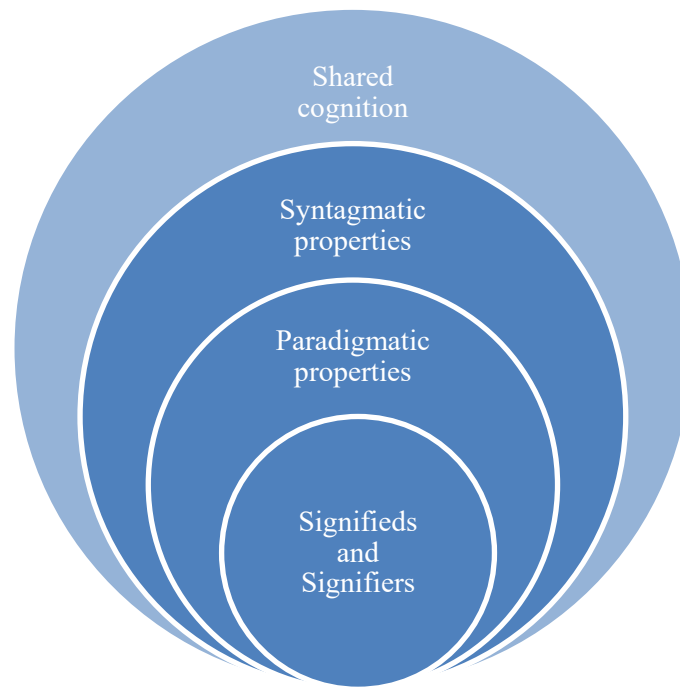 Shared
cognition
Syntagmatic
properties
Paradigmatic
properties
Signifieds
and
Signifiers